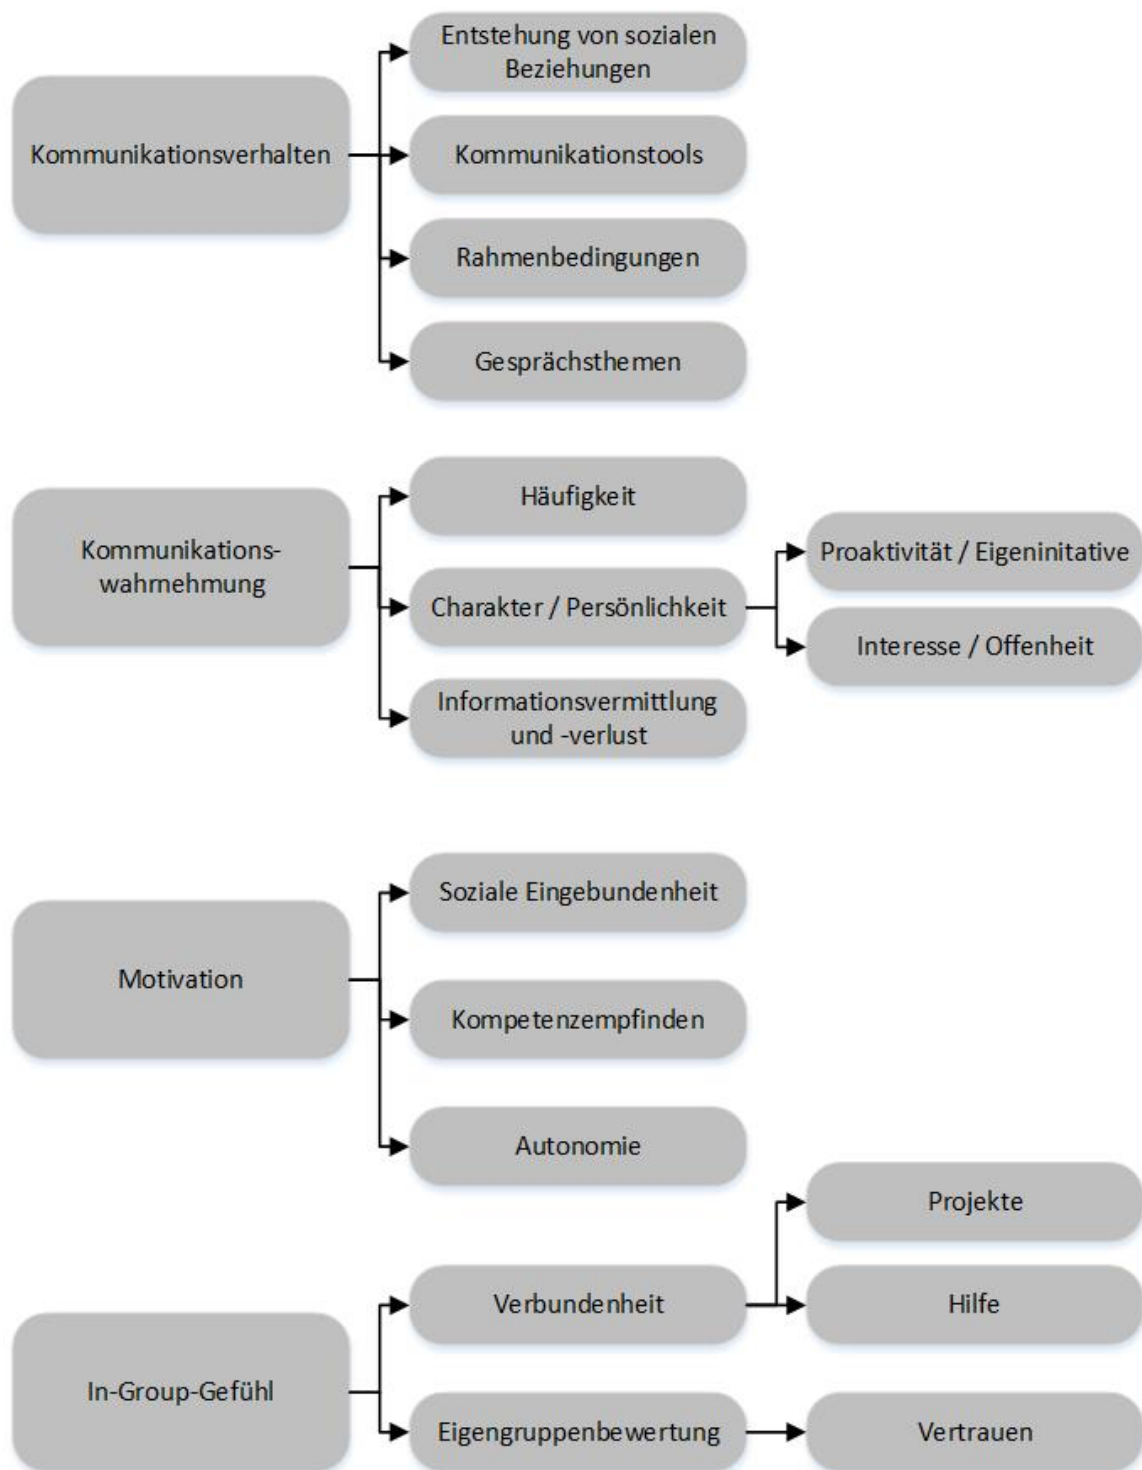 Kommunikationsverhalten
Entstehung von sozialen
Beziehungen
Kommunikationstools
Rahmenbedingungen
Gesprächsthemen
Kommunikations-
wahrnehmung
Häufigkeit
Charakter / Persönlichkeit
Proaktivität / Eigeninitative
Interesse / Offenheit
Informationsvermittlung
und -verlust
Motivation
Soziale Eingebundenheit
Kompetenzempfinden
Autonomie
In-Group-Gefühl
Verbundenheit
Projekte
Hilfe
Eigengruppenbewertung
Vertrauen